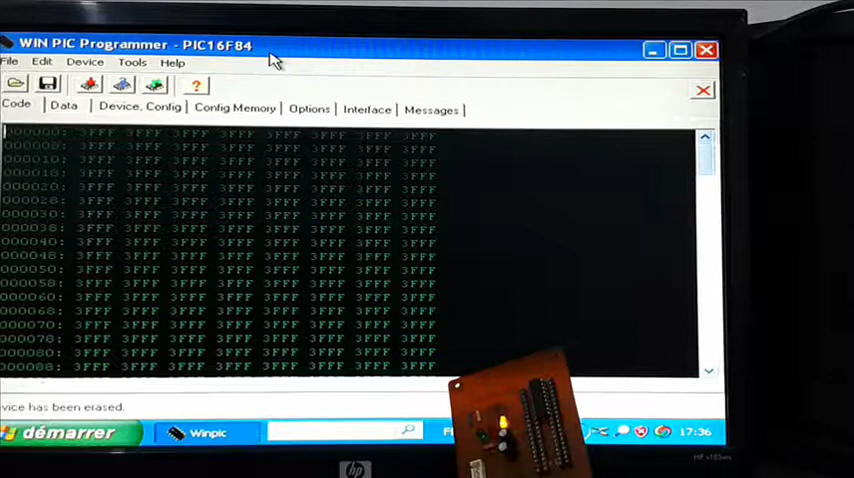 WIN PIC Programmer - PIC16F84
File Edit Device Tools Help
Code Data Device, Config Config Memory Options Interface Messages
000000: 3FFF 3FFF 3FFF 3FFF 3FFF 3FFF 3FFF 3FFF
000008: 3FFF 3FFF 3FFF 3FFF 3FFF 3FFF 3FFF 3FFF
000010: 3FFF 3FFF 3FFF 3FFF 3FFF 3FFF 3FFF 3FFF
000018: 3FFF 3FFF 3FFF 3FFF 3FFF 3FFF 3FFF 3FFF
000020: 3FFF 3FFF 3FFF 3FFF 3FFF 3FFF 3FFF 3FFF
000028: 3FFF 3FFF 3FFF 3FFF 3FFF 3FFF 3FFF 3FFF
000030: 3FFF 3FFF 3FFF 3FFF 3FFF 3FFF 3FFF 3FFF
000038: 3FFF 3FFF 3FFF 3FFF 3FFF 3FFF 3FFF 3FFF
000040: 3FFF 3FFF 3FFF 3FFF 3FFF 3FFF 3FFF 3FFF
000048: 3FFF 3FFF 3FFF 3FFF 3FFF 3FFF 3FFF 3FFF
000050: 3FFF 3FFF 3FFF 3FFF 3FFF 3FFF 3FFF 3FFF
000058: 3FFF 3FFF 3FFF 3FFF 3FFF 3FFF 3FFF 3FFF
000060: 3FFF 3FFF 3FFF 3FFF 3FFF 3FFF 3FFF 3FFF
000068: 3FFF 3FFF 3FFF 3FFF 3FFF 3FFF 3FFF 3FFF
000070: 3FFF 3FFF 3FFF 3FFF 3FFF 3FFF 3FFF 3FFF
000078: 3FFF 3FFF 3FFF 3FFF 3FFF 3FFF 3FFF 3FFF
000080: 3FFF 3FFF 3FFF 3FFF 3FFF 3FFF 3FFF 3FFF
000088: 3FFF 3FFF 3FFF 3FFF 3FFF 3FFF 3FFF 3FFF
vice has been erased.
démarrer Winpic F 17:36
hp HP v185ws